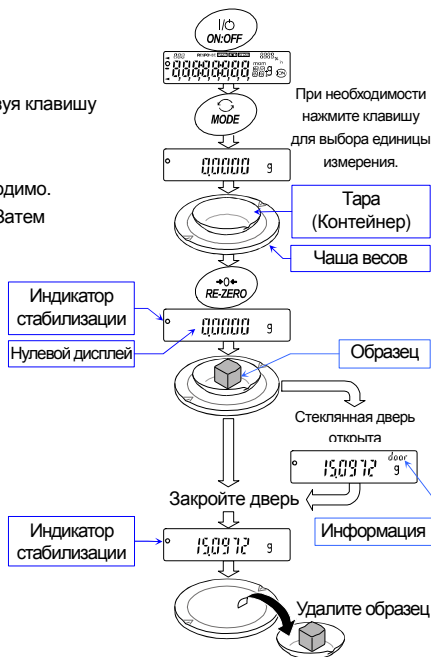 I/⏻
ON:OFF
вуя клавишу
MODE
При необходимости
нажмите клавишу
для выбора единицы
измерения.
0.0000 g
одимо.
Затем
Тара
(Контейнер)
Чаша весов
→0←
RE-ZERO
Индикатор
стабилизации
0.0000 g
Нулевой дисплей
Образец
Стеклянная дверь
открыта
door
15.0972 g
Закройте дверь
Информация
Индикатор
стабилизации
15.0972 g
Удалите образец